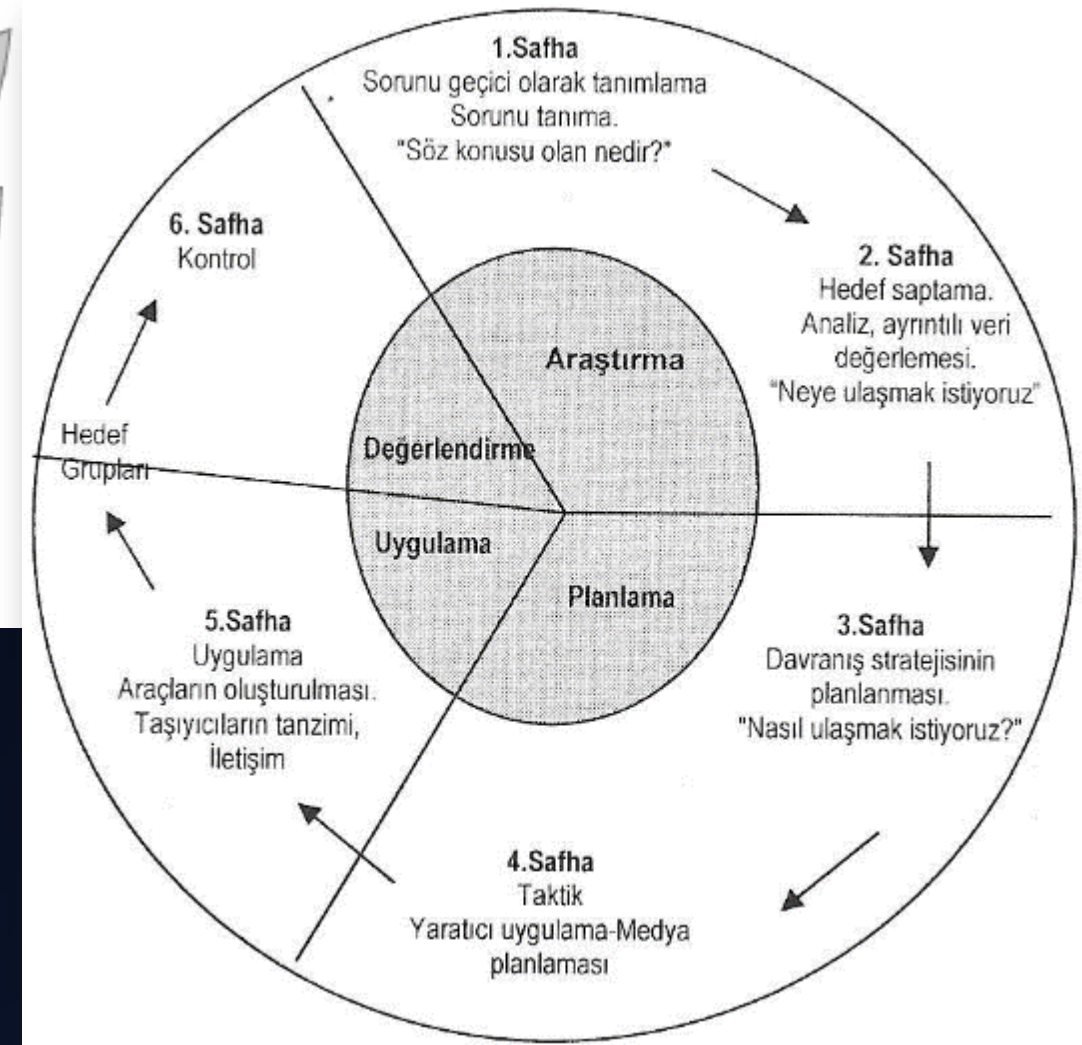 1.Safha
Sorunu geçici olarak tanımlama
Sorunu tanıma.
"Söz konusu olan nedir?"
2. Safha
Hedef saptama.
Analiz, ayrıntılı veri
değerlemesi.
"Neye ulaşmak istiyoruz"
3.Safha
Davranış stratejisinin
planlanması.
"Nasıl ulaşmak istiyoruz?"
4.Safha
Taktik
Yaratıcı uygulama-Medya
planlaması
5.Safha
Uygulama
Araçların oluşturulması.
Taşıyıcıların tanzimi,
İletişim
Hedef
Grupları
6. Safha
Kontrol
Araştırma
Değerlendirme
Uygulama
Planlama